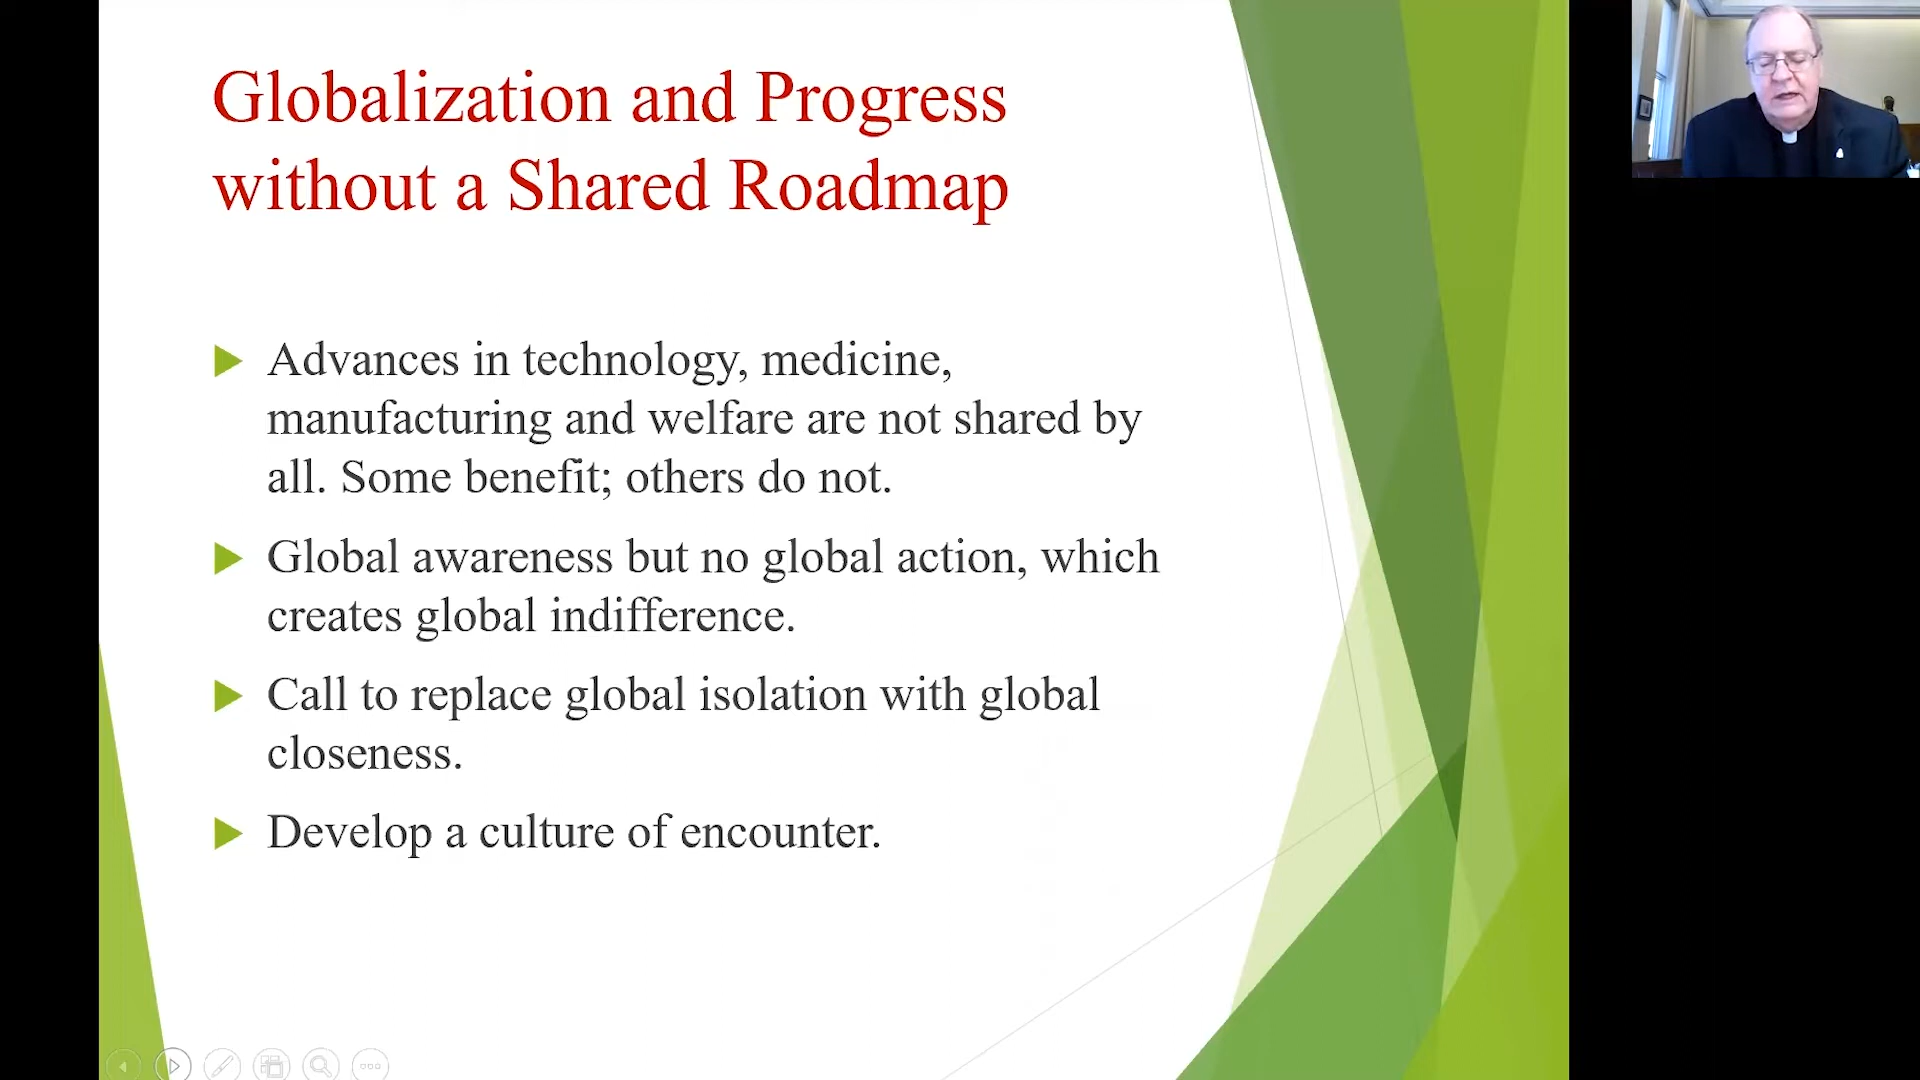 Globalization and Progress
without a Shared Roadmap
Advances in technology, medicine,
manufacturing and welfare are not shared by
all. Some benefit; others do not.
Global awareness but no global action, which
creates global indifference.
Call to replace global isolation with global
closeness.
Develop a culture of encounter.